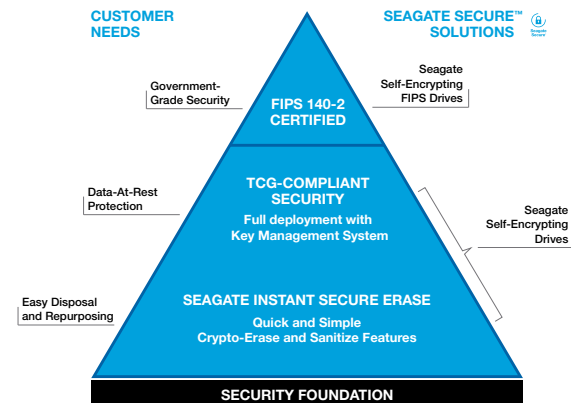 CUSTOMER
NEEDS
SEAGATE SECURE™
SOLUTIONS
Seagate
Secure
Government-
Grade Security
Seagate
Self-Encrypting
FIPS Drives
FIPS 140-2
CERTIFIED
TCG-COMPLIANT
SECURITY
Full deployment with
Key Management System
Data-At-Rest
Protection
Seagate
Self-Encrypting
Drives
Easy Disposal
and Repurposing
SEAGATE INSTANT SECURE ERASE
Quick and Simple
Crypto-Erase and Sanitize Features
SECURITY FOUNDATION